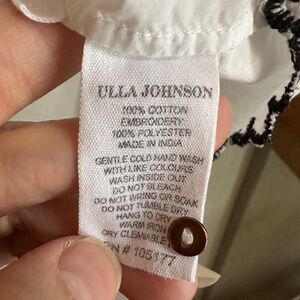 ULLA JOHNSON
100% COTTON
EMBROIDERY:
100% POLYESTER
MADE IN INDIA
GENTLE COLD HAND WASH
WITH LIKE COLOURS
WASH INSIDE OUT
DO NOT BLEACH
DO NOT WRING OR SOAK
DO NOT TUMBLE DRY
HANG TO DRY
WARM IRON
DRY CLEANABLE
RN # 105177